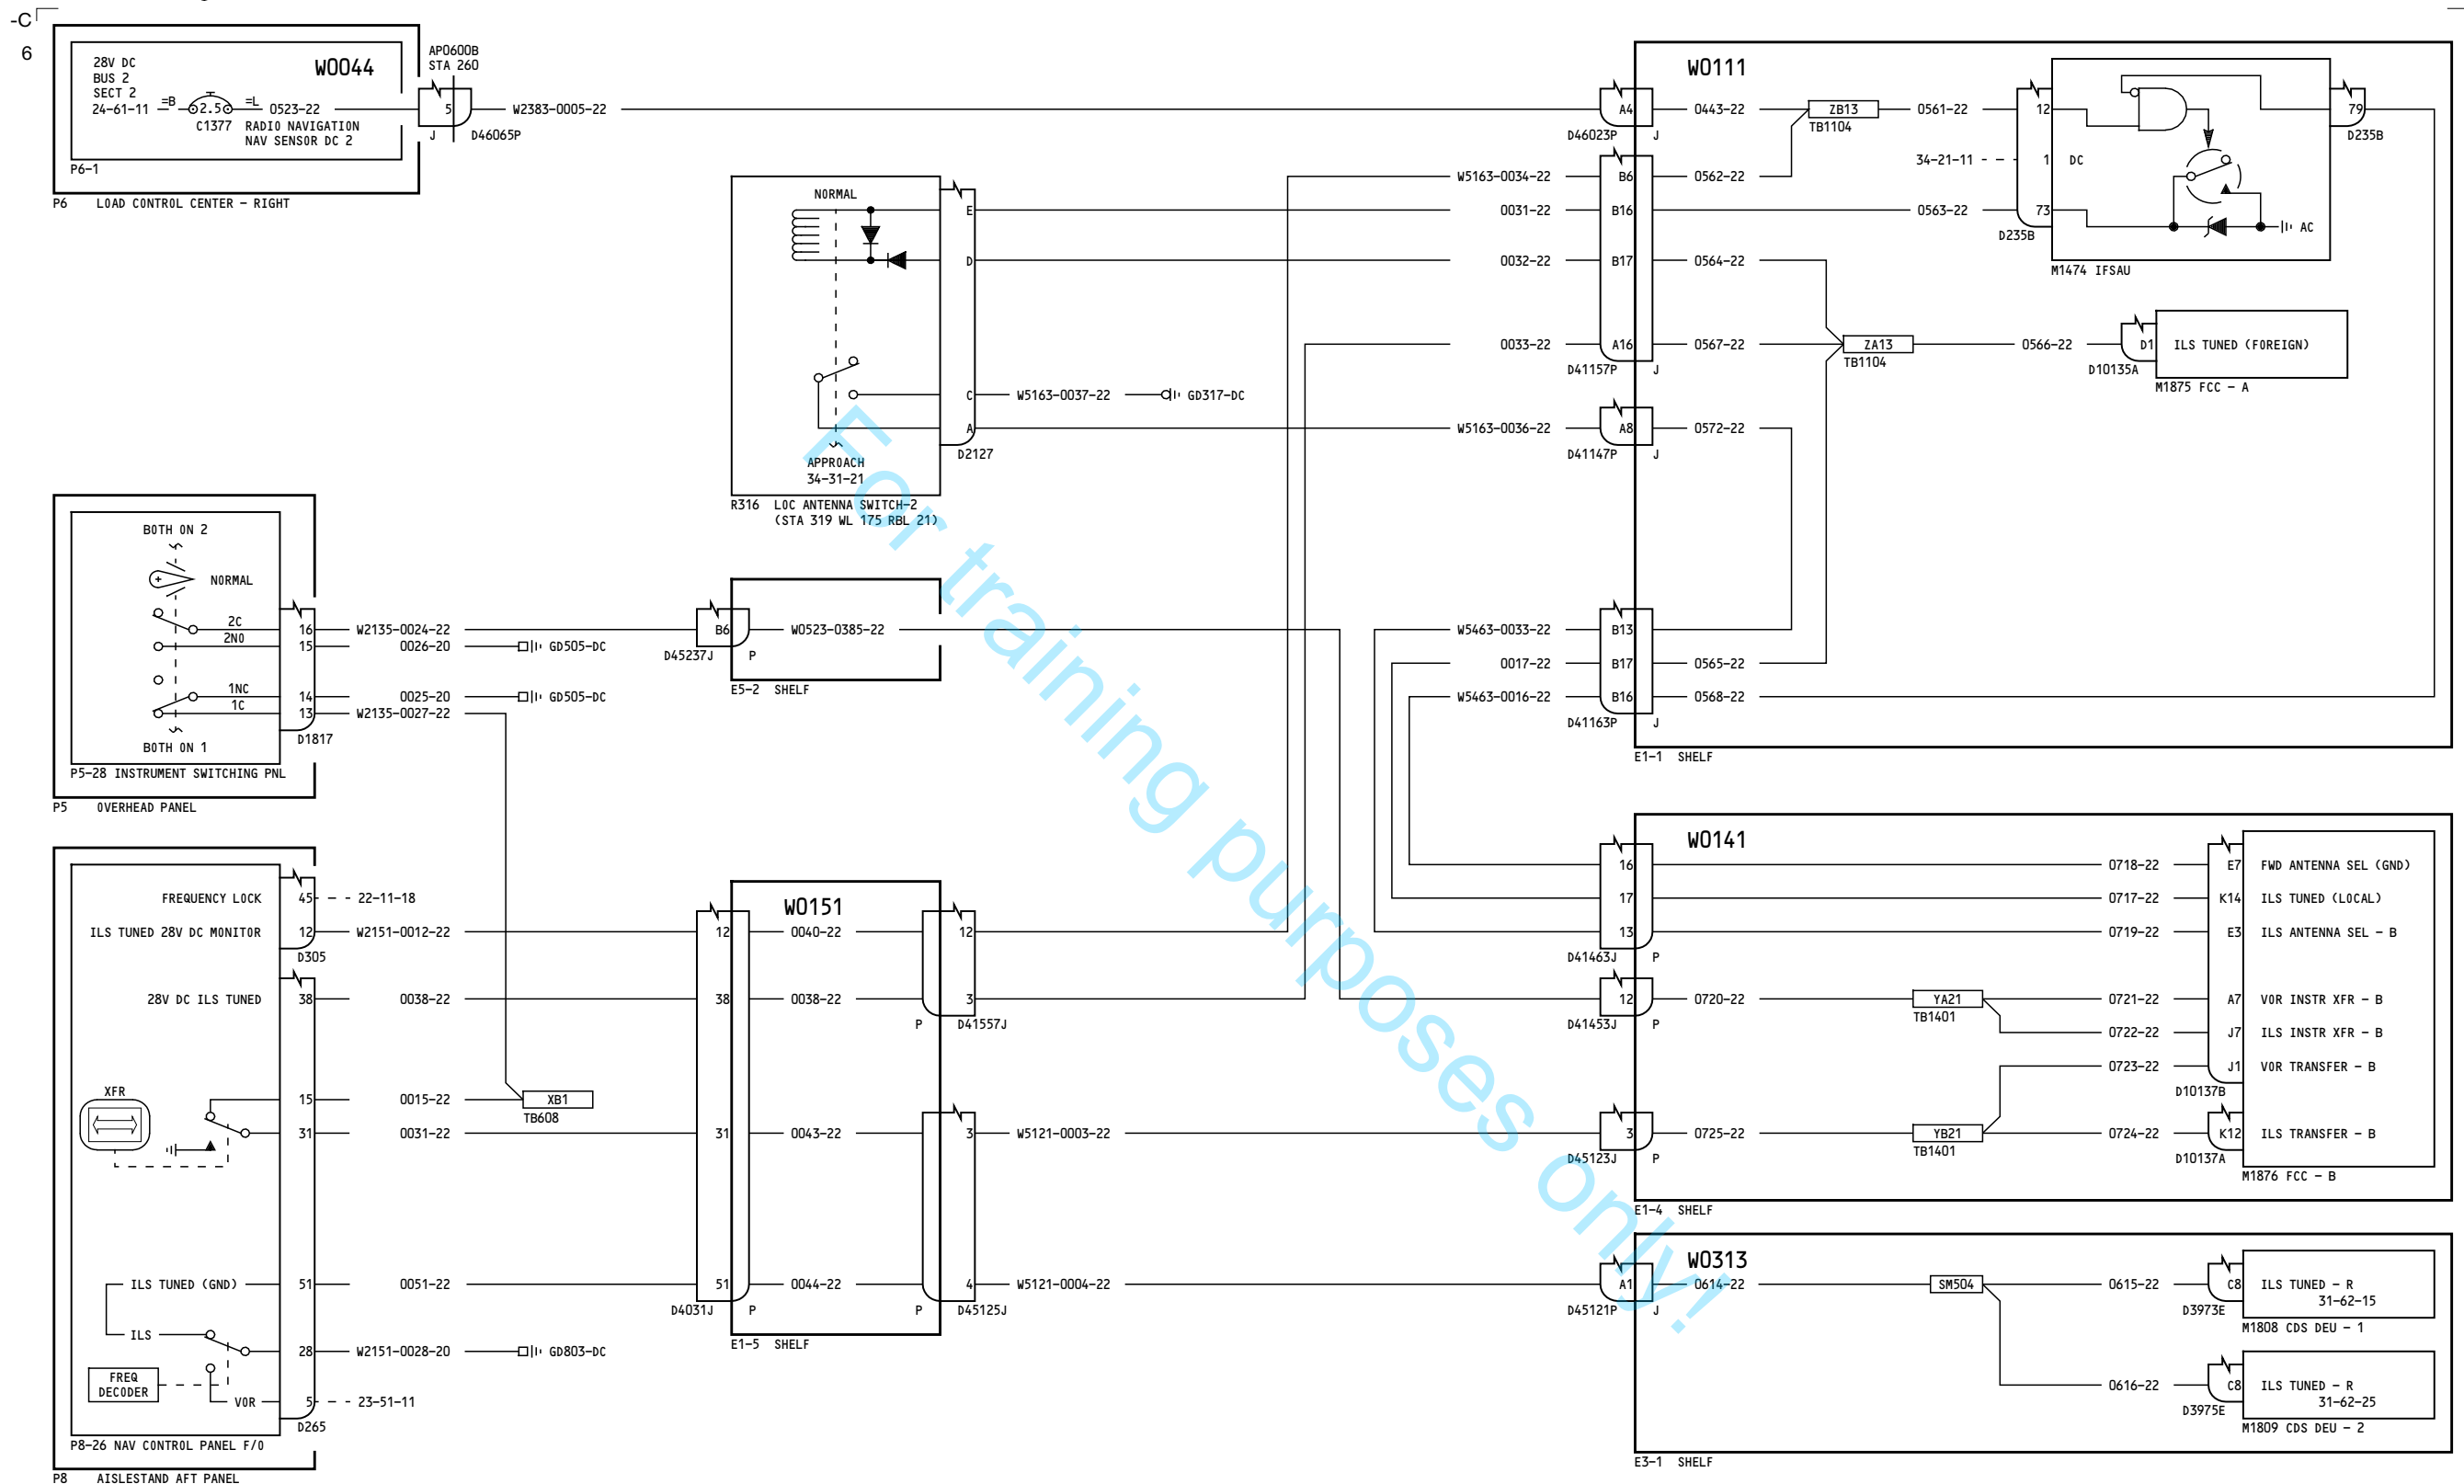 -C
6
28V DC
BUS 2
SECT 2
24-61-11
=B
2.5
=L
0523-22
C1377
RADIO NAVIGATION
NAV SENSOR DC 2
W0044
P6-1
P6 LOAD CONTROL CENTER - RIGHT
AP0600B
STA 260
5
J
D46065P
W2383-0005-22
NORMAL
E
D
C
A
D2127
APPROACH
34-31-21
R316 LOC ANTENNA SWITCH-2
(STA 319 WL 175 RBL 21)
W5163-0037-22
GD317-DC
W5163-0034-22
0031-22
0032-22
0033-22
W5163-0036-22
W5463-0033-22
0017-22
W5463-0016-22
W0111
A4
D46023P
J
0443-22
ZB13
TB1104
0561-22
12
34-21-11
1
DC
B6
0562-22
B16
0563-22
73
D235B
79
D235B
AC
M1474 IFSAU
B17
0564-22
A16
0567-22
D41157P
J
ZA13
TB1104
0566-22
D1
ILS TUNED (FOREIGN)
D10135A
M1875 FCC - A
A8
0572-22
D41147P
J
B13
B17
0565-22
B16
0568-22
D41163P
J
E1-1 SHELF
BOTH ON 2
NORMAL
2C
2NO
1NC
1C
BOTH ON 1
16
15
14
13
D1817
P5-28 INSTRUMENT SWITCHING PNL
P5 OVERHEAD PANEL
W2135-0024-22
0026-20
GD505-DC
0025-20
GD505-DC
W2135-0027-22
B6
D45237J
P
W0523-0385-22
E5-2 SHELF
FREQUENCY LOCK
45
22-11-18
ILS TUNED 28V DC MONITOR
12
W2151-0012-22
D305
28V DC ILS TUNED
38
0038-22
XFR
15
0015-22
XB1
TB608
31
0031-22
ILS TUNED (GND)
51
0051-22
ILS
28
W2151-0028-20
GD803-DC
FREQ
DECODER
VOR
5
23-51-11
D265
P8-26 NAV CONTROL PANEL F/O
P8 AISLESTAND AFT PANEL
W0151
12
0040-22
12
38
0038-22
3
P
D41557J
31
0043-22
3
W5121-0003-22
51
0044-22
4
W5121-0004-22
D4031J
P
P
D45125J
E1-5 SHELF
W0141
16
0718-22
E7
FWD ANTENNA SEL (GND)
17
0717-22
K14
ILS TUNED (LOCAL)
13
0719-22
E3
ILS ANTENNA SEL - B
D41463J
P
12
0720-22
YA21
TB1401
0721-22
A7
VOR INSTR XFR - B
D41453J
P
0722-22
J7
ILS INSTR XFR - B
0723-22
J1
VOR TRANSFER - B
D10137B
3
0725-22
YB21
TB1401
0724-22
K12
ILS TRANSFER - B
D45123J
P
D10137A
M1876 FCC - B
E1-4 SHELF
W0313
A1
0614-22
SM504
0615-22
C8
ILS TUNED - R
31-62-15
D45121P
J
D3973E
M1808 CDS DEU - 1
0616-22
C8
ILS TUNED - R
31-62-25
D3975E
M1809 CDS DEU - 2
E3-1 SHELF
For training purposes only!